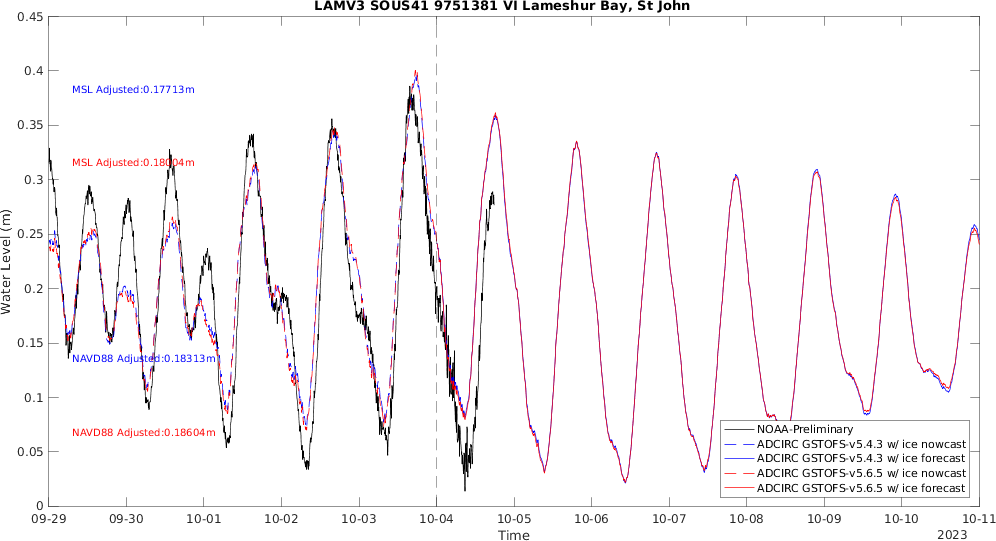 LAMV3 SOUS41 9751381 VI Lameshur Bay, St John
0.45
0.4
0.35
0.3
0.25
0.2
0.15
0.1
0.05
0
Water Level (m)
MSL Adjusted:0.17713m
MSL Adjusted:0.18004m
NAVD88 Adjusted:0.18313m
NAVD88 Adjusted:0.18604m
NOAA-Preliminary
ADCIRC GSTOFS-v5.4.3 w/ ice nowcast
ADCIRC GSTOFS-v5.4.3 w/ ice forecast
ADCIRC GSTOFS-v5.6.5 w/ ice nowcast
ADCIRC GSTOFS-v5.6.5 w/ ice forecast
09-29 09-30 10-01 10-02 10-03 10-04 10-05 10-06 10-07 10-08 10-09 10-10 10-11
Time
2023